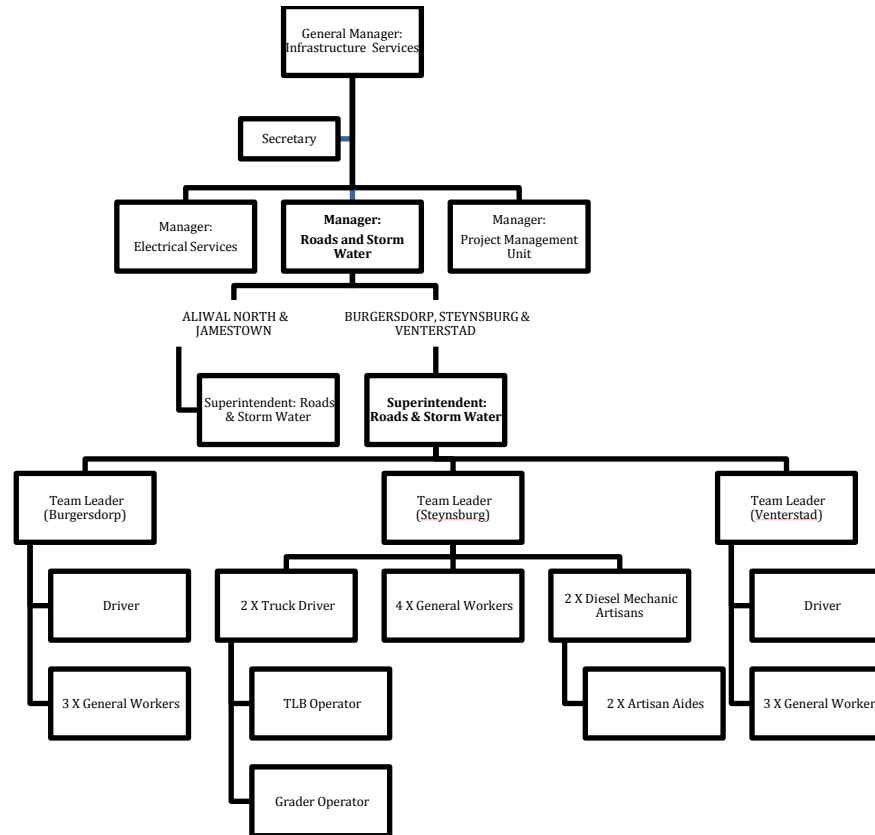 General Manager:
Infrastructure Services
Secretary
Manager:
Electrical Services
Manager:
Roads and Storm
Water
Manager:
Project Management
Unit
ALIWAL NORTH &
JAMESTOWN
BURGERSDORP, STEYNSBURG &
VENTERSTAD
Superintendent: Roads
& Storm Water
Superintendent:
Roads & Storm Water
Team Leader
(Burgersdorp)
Team Leader
(Steynsburg)
Team Leader
(Venterstad)
Driver
2 X Truck Driver
4 X General Workers
2 X Diesel Mechanic
Artisans
Driver
3 X General Workers
TLB Operator
2 X Artisan Aides
3 X General Worker
Grader Operator